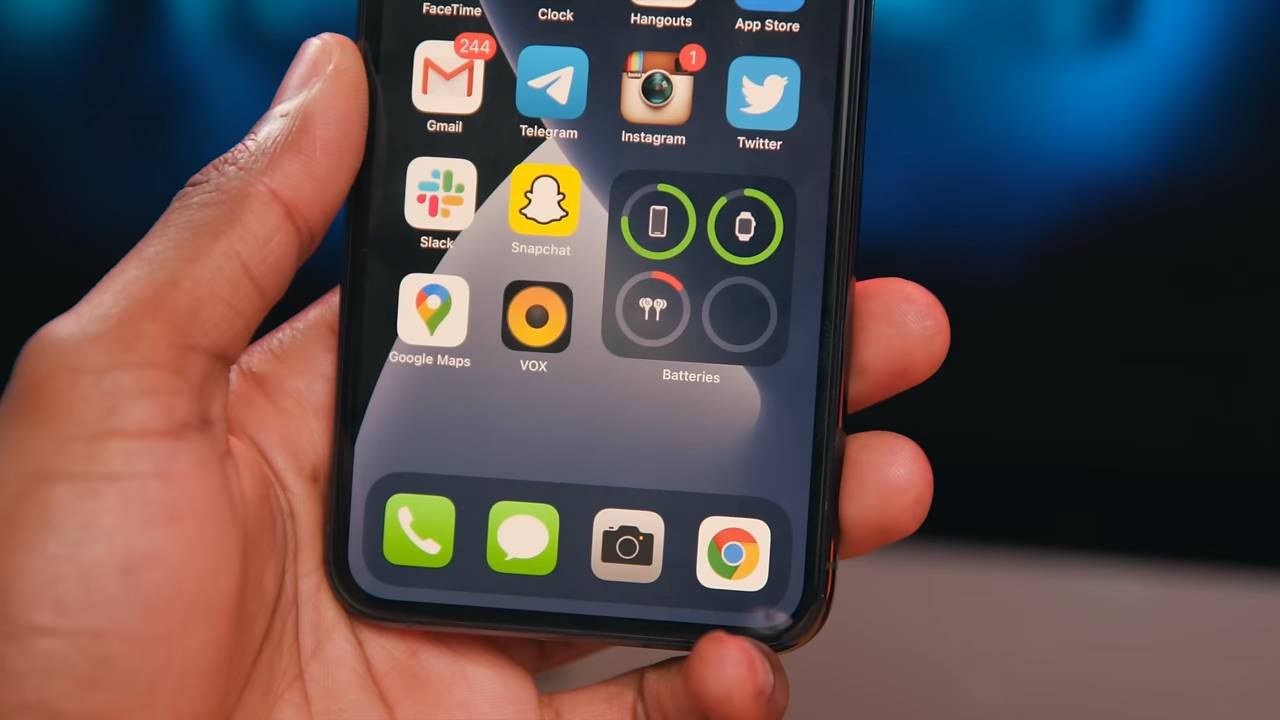 FaceTime
Clock
Hangouts
App Store
244
1
Gmail
Telegram
Instagram
Twitter
Slack
Snapchat
Google Maps
VOX
Batteries